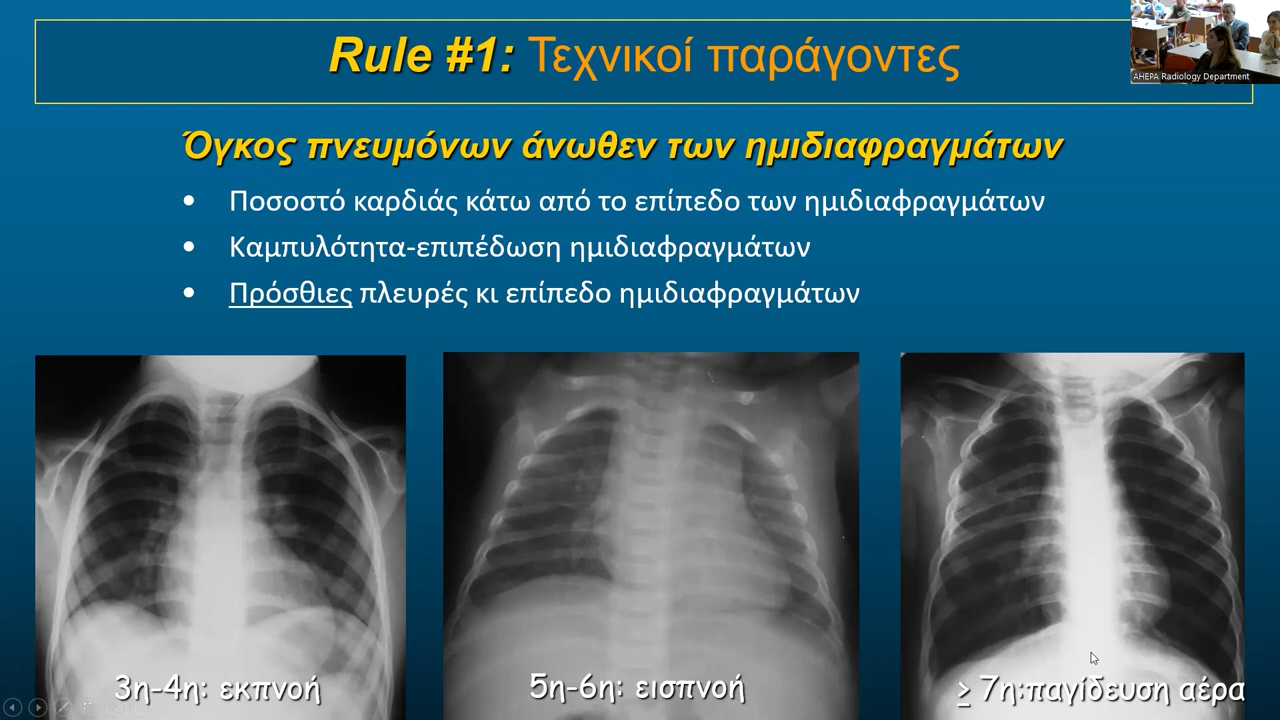 Rule #1: Τεχνικοί παράγοντες
AHEPA Radiology Department
Όγκος πνευμόνων άνωθεν των ημιδιαφραγμάτων
• Ποσοστό καρδιάς κάτω από το επίπεδο των ημιδιαφραγμάτων
• Καμπυλότητα-επιπέδωση ημιδιαφραγμάτων
• Πρόσθιες πλευρές κι επίπεδο ημιδιαφραγμάτων
3η-4η: εκπνοή
5η-6η: εισπνοή
≥ 7η:παγίδευση αέρα